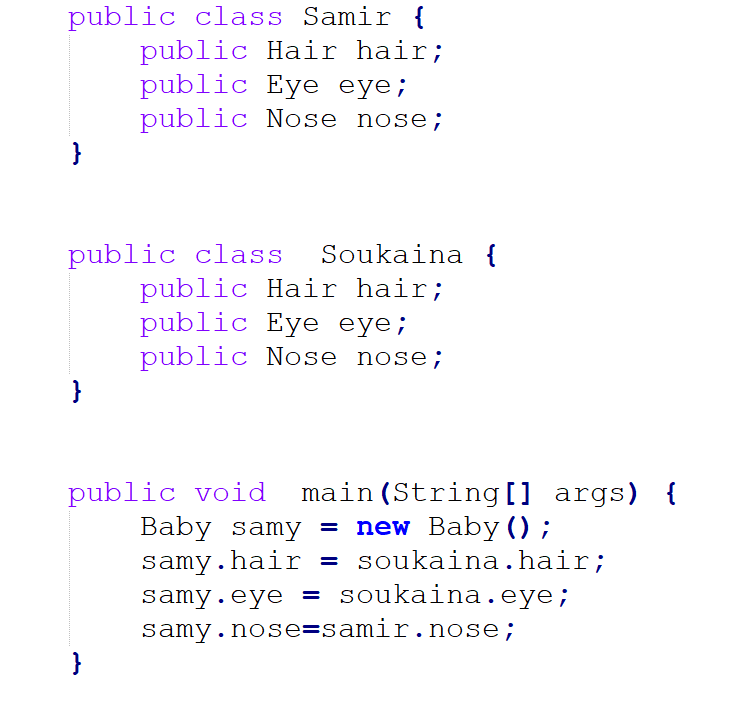 public class Samir {
public Hair hair;
public Eye eye;
public Nose nose;
}
public class  Soukaina {
public Hair hair;
public Eye eye;
public Nose nose;
}
public void  main(String[] args) {
Baby samy = new Baby();
samy.hair = soukaina.hair;
samy.eye = soukaina.eye;
samy.nose=samir.nose;
}